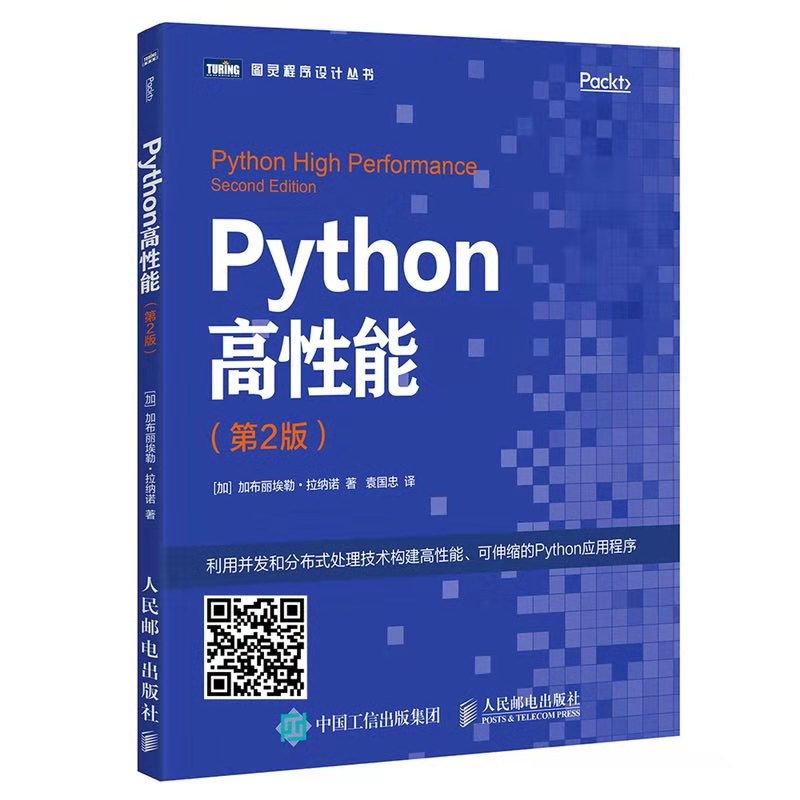 TURING
图灵程序设计丛书
Packt>
Python High Performance
Second Edition
Python
高性能
（第2版）
[加] 加布丽埃勒·拉纳诺 著 袁国忠 译
利用并发和分布式处理技术构建高性能、可伸缩的Python应用程序
中国工信出版集团
人民邮电出版社
POSTS & TELECOM PRESS
TURING
Packt>
Python高性能
（第2版）
[加] 加布丽埃勒·拉纳诺 著
人民邮电出版社